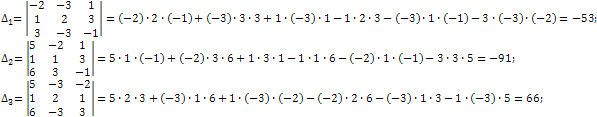 Δ₁= |−2 −3 1|
|1 2 3| = (−2)·2·(−1)+(−3)·3·3+1·(−3)·1−1·2·3−(−3)·1·(−1)−3·(−3)·(−2)=−53;
|3 −3 −1|
Δ₂= |5 −2 1|
|1 1 3| = 5·1·(−1)+(−2)·3·6+1·3·1−1·1·6−(−2)·1·(−1)−3·3·5=−91;
|6 3 −1|
Δ₃= |5 −3 −2|
|1 2 1| = 5·2·3+(−3)·1·6+1·(−3)·(−2)−(−2)·2·6−(−3)·1·3−1·(−3)·5=66;
|6 −3 3|